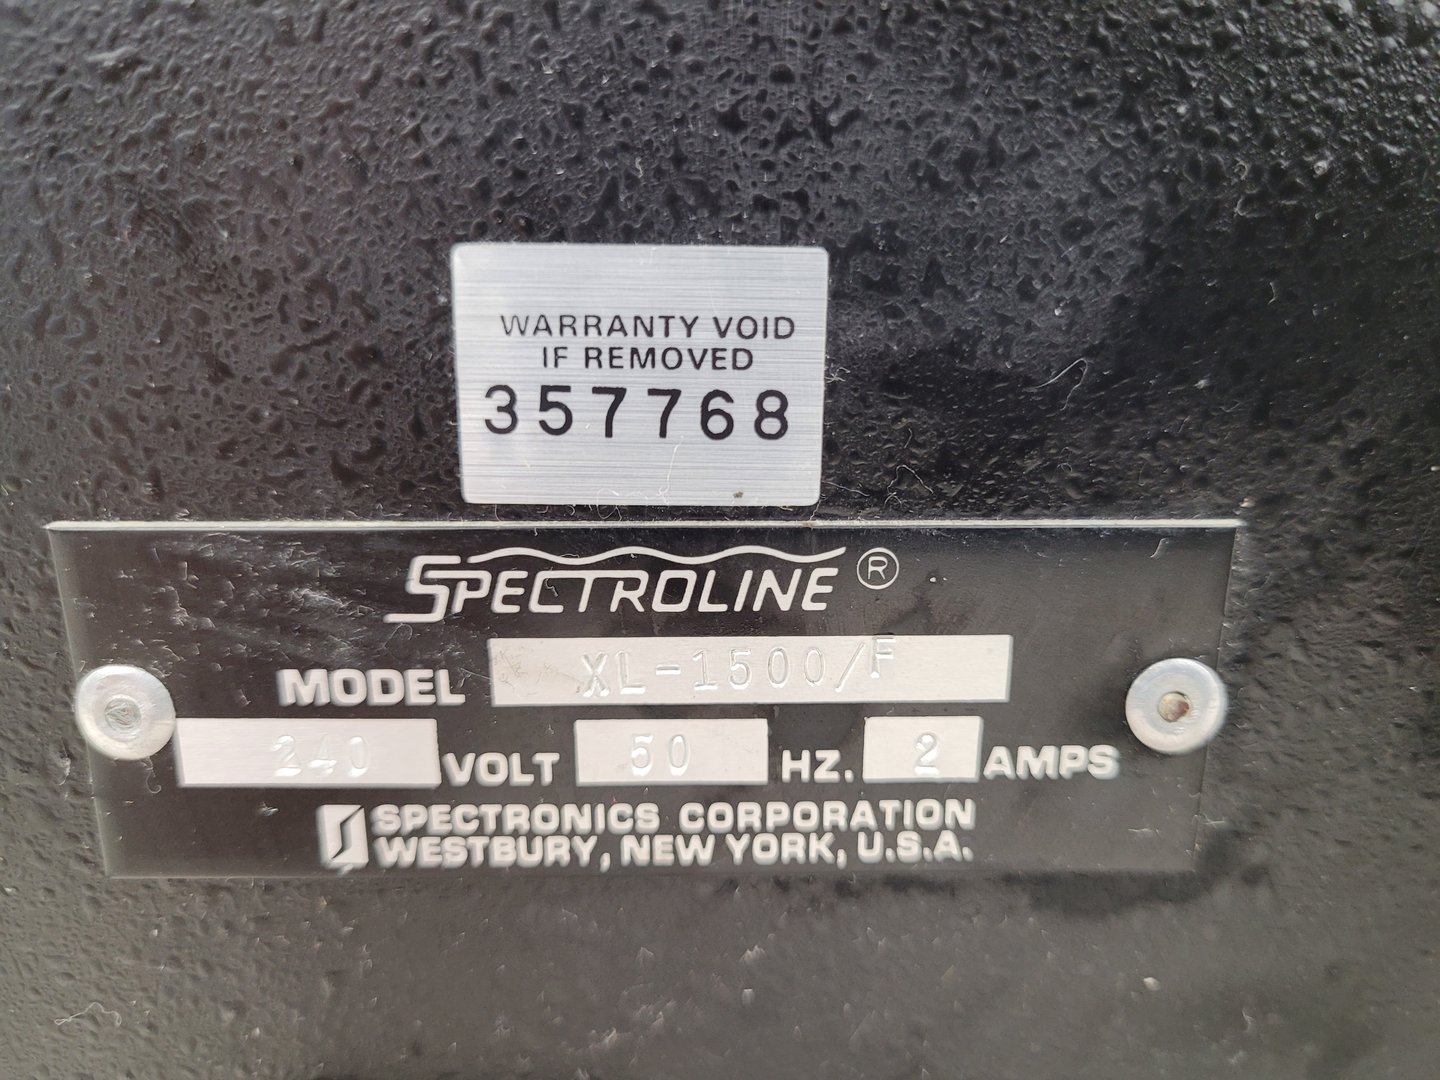 WARRANTY VOID
IF REMOVED
357768
SPECTROLINE ®
MODEL XL-1500/F
240 VOLT 50 HZ. 2 AMPS
SPECTRONICS CORPORATION
WESTBURY, NEW YORK, U.S.A.